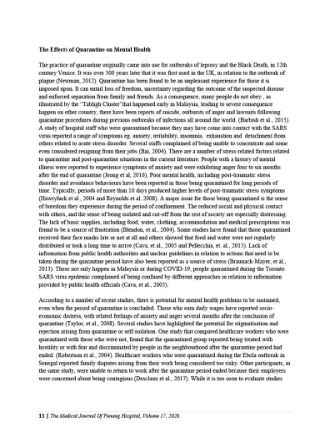 The Effects of Quarantine on Mental Health
The practice of quarantine originally came into use for outbreaks of leprosy and the Black Death, in 12th
century Venice. It was over 300 years later that it was first used in the UK, in relation to the outbreak of
plague (Newman, 2012). Quarantine has been found to be an unpleasant experience for those it is
imposed upon. It can entail loss of freedom, uncertainty regarding the outcome of the suspected disease
and enforced separation from family and friends. As a consequence, many people do not obey , as
illustrated by the "Tabligh Cluster"that happened early in Malaysia, leading to severe consequence
happen on other country, there have been reports of suicide, outbursts of anger and lawsuits following
quarantine procedures during previous outbreaks of infections all around the world. (Barbisch et al., 2015).
A study of hospital staff who were quarantined because they may have come into contact with the SARS
virus reported a range of symptoms eg. anxiety, irritability, insomnia, exhaustion and detachment from
others related to acute stress disorder. Several staffs complained of being unable to concentrate and some
even considered resigning from their jobs (Bai, 2004). There are a number of stress-related factors related
to quarantine and post-quarantine situations in the current literature. People with a history of mental
illness were reported to experience symptoms of anxiety and were exhibiting anger four to six months
after the end of quarantine (Jeong et al, 2016). Poor mental health, including post-traumatic stress
disorder and avoidance behaviours have been reported in those being quarantined for long periods of
time. Typically, periods of more than 10 days produced higher levels of post-traumatic stress symptoms
(Hawryluck et al., 2004 and Reynolds et al. 2008). A major issue for those being quarantined is the sense
of boredom they experience during the period of confinement. The reduced social and physical contact
with others, and the sense of being isolated and cut-off from the rest of society are especially distressing.
The lack of basic supplies, including food, water, clothing, accommodation and medical prescriptions was
found to be a source of frustration (Blendon, et al., 2004). Some studies have found that those quarantined
received their face masks late or not at all and others showed that food and water were not regularly
distributed or took a long time to arrive (Cava, et al., 2005 and Pellecchia, et. al., 2015). Lack of
information from public health authorities and unclear guidelines in relation to actions that need to be
taken during the quarantine period have also been reported as a source of stress (Braunack-Mayer, et al.,
2013). These not only happen in Malaysia or during COVID-19, people quarantined during the Toronto
SARS virus epidemic complained of being confused by different approaches in relation to information
provided by public health officials (Cava, et al., 2005).
According to a number of recent studies, there is potential for mental health problems to be sustained,
even when the period of quarantine is concluded. Those who earn daily wages have reported socio-
economic distress, with related feelings of anxiety and anger several months after the conclusion of
quarantine (Taylor, et al., 2008). Several studies have highlighted the potential for stigmatisation and
rejection arising from quarantine or self-isolation. One study that compared healthcare workers who were
quarantined with those who were not, found that the quarantined group reported being treated with
hostility or with fear and discriminated by people in the neighbourhood after the quarantine period had
ended. (Robertson et al., 2004). Healthcare workers who were quarantined during the Ebola outbreak in
Senegal reported family disputes arising from their work being considered too risky. Other participants, in
the same study, were unable to return to work after the quarantine period ended because their employers
were concerned about being contagious (Desclaux et al., 2017). While it is too soon to evaluate studies
11 | The Medical Journal Of Penang Hospital, Volume 17, 2020.